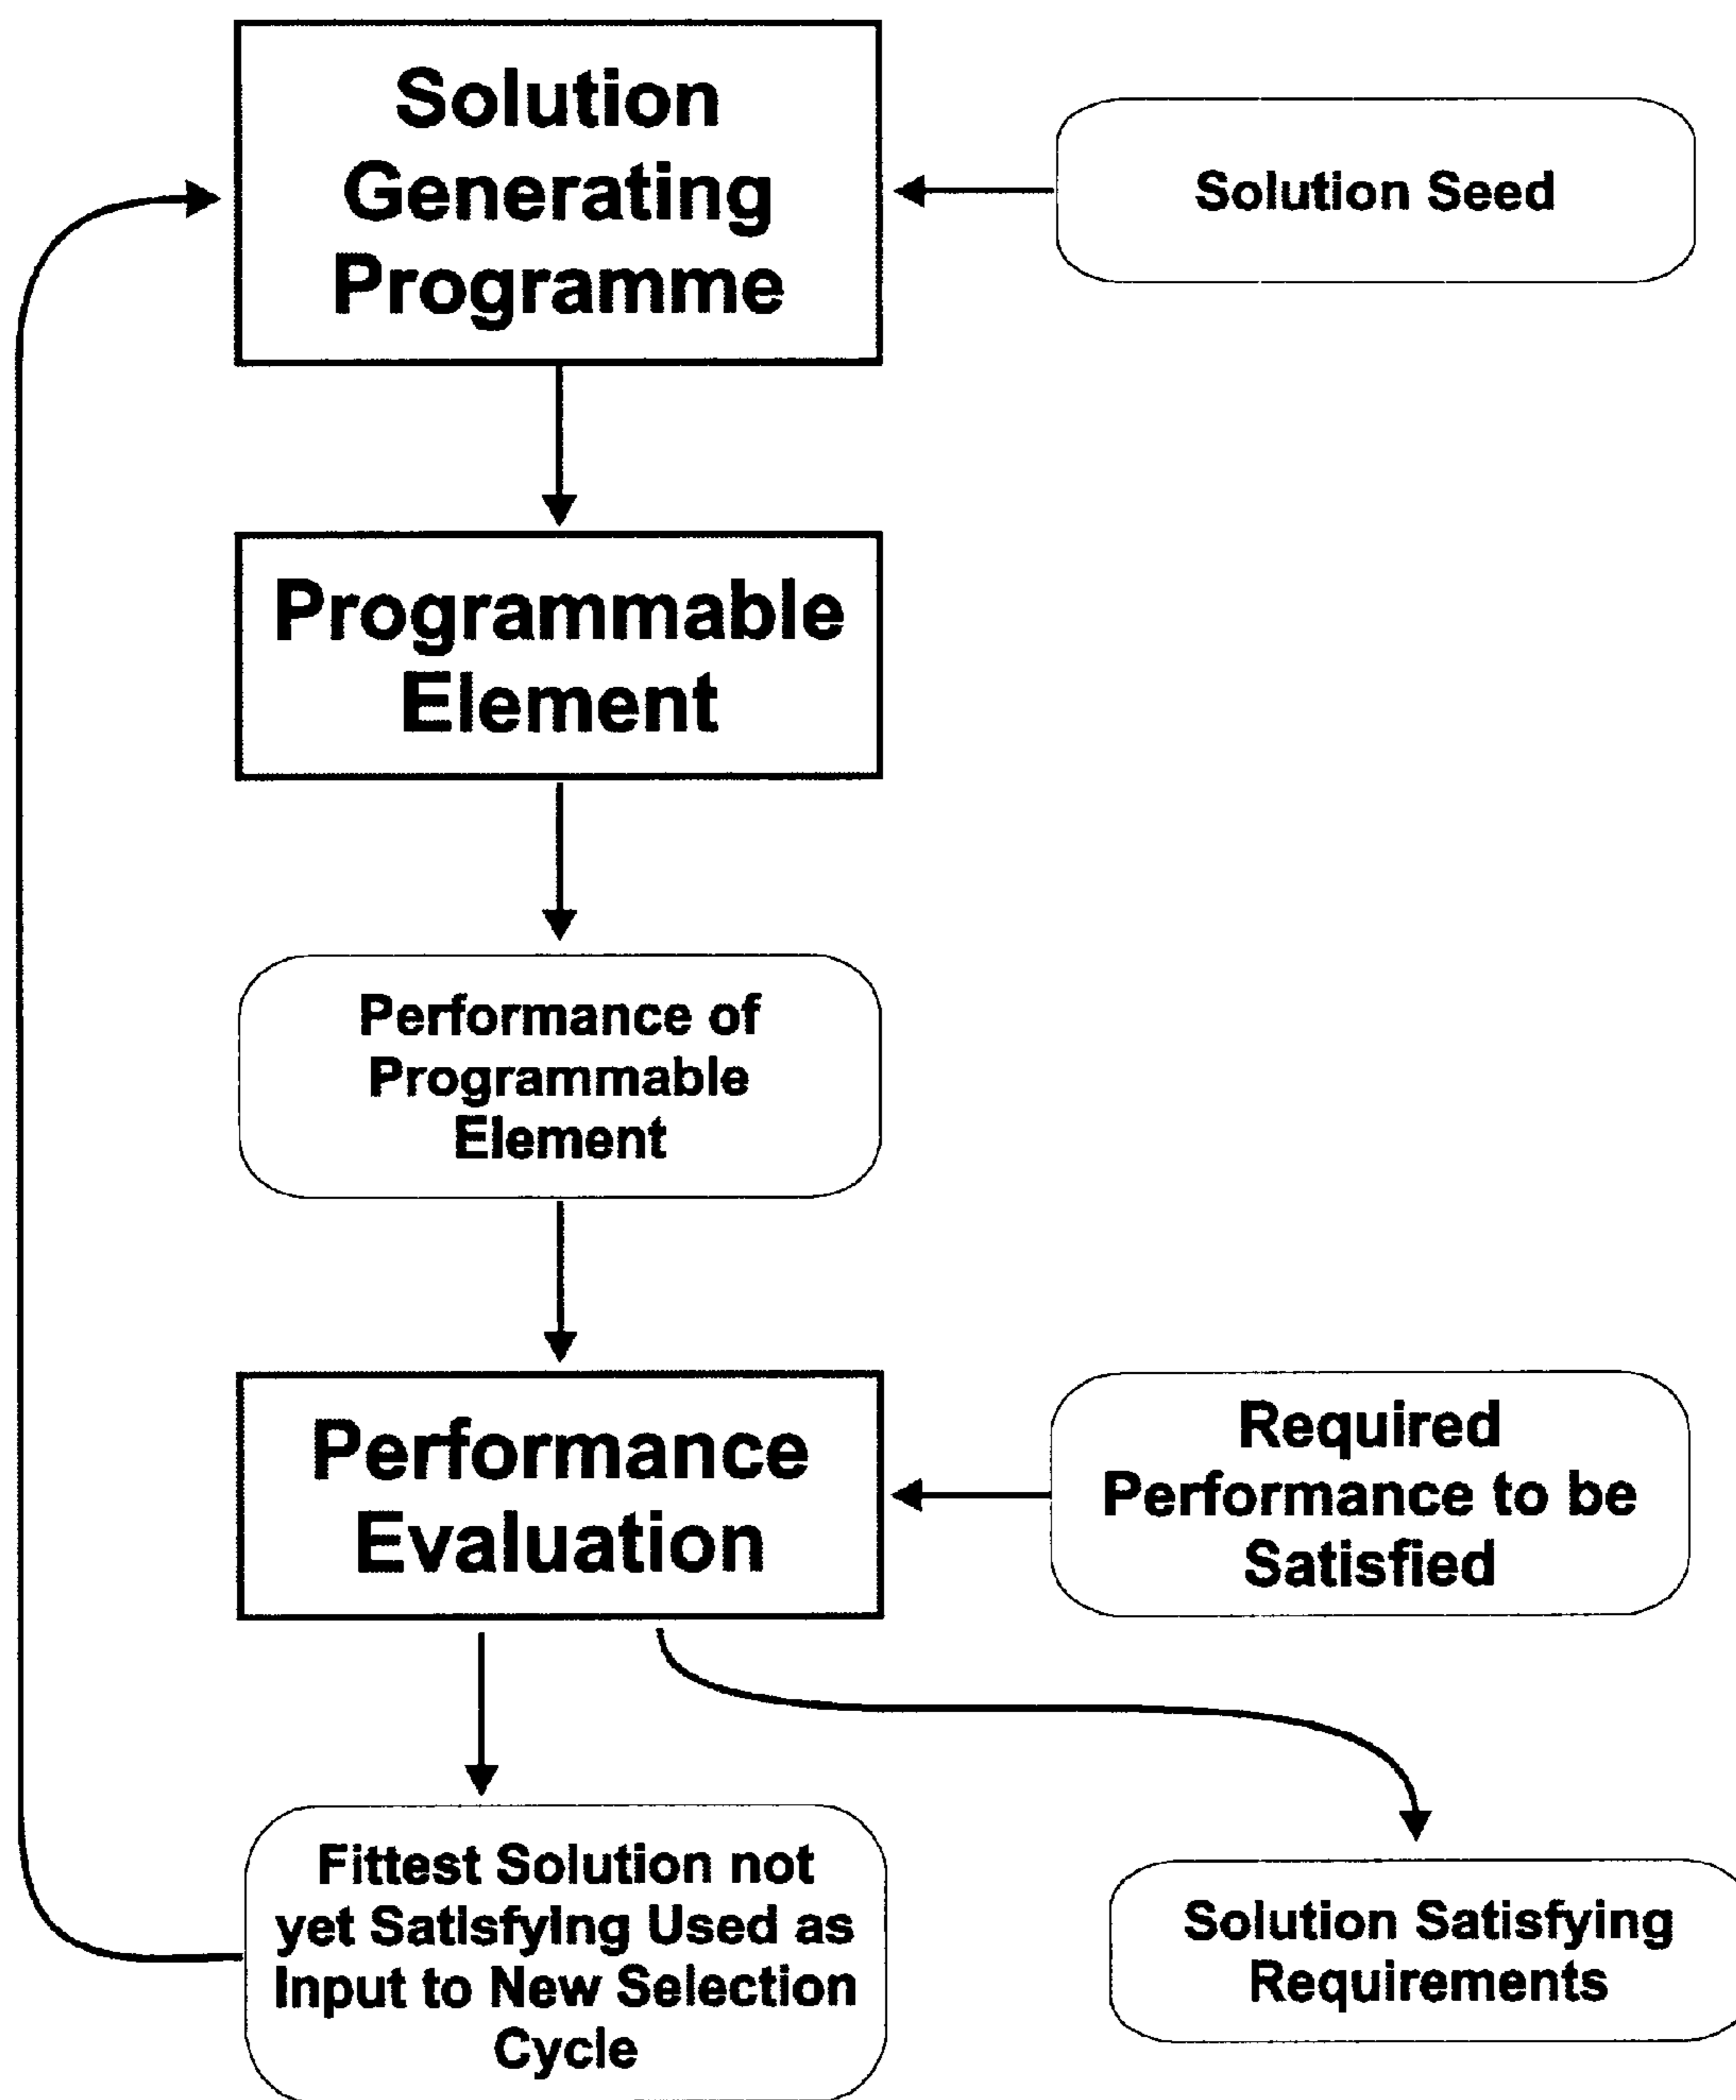 Solution
Generating
Programme
Solution Seed
Programmable
Element
Performance of
Programmable
Element
Performance
Evaluation
Required
Performance to be
Satisfied
Fittest Solution not
yet Satisfying Used as
Input to New Selection
Cycle
Solution Satisfying
Requirements